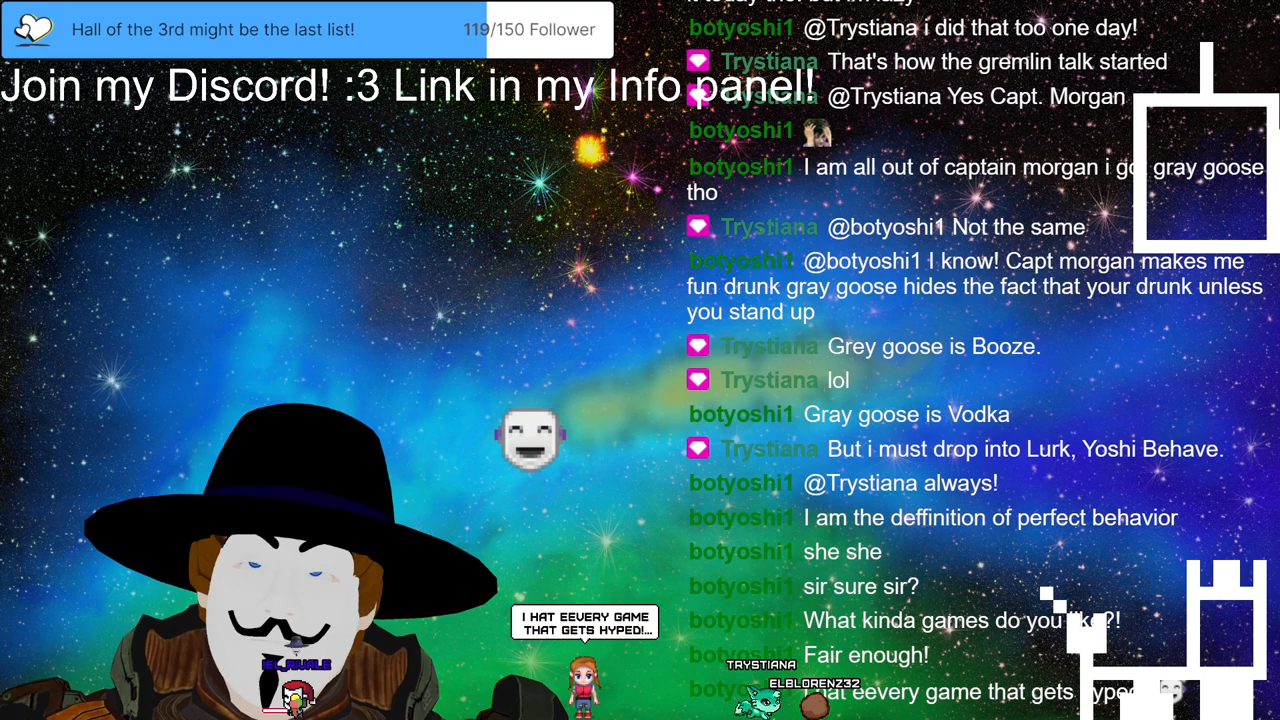 Hall of the 3rd might be the last list! 119/150 Follower
Join my Discord! :3 Link in my Info panel!
botyoshi1 @Trystiana i did that too one day!
Trystiana That's how the gremlin talk started
Trystiana @Trystiana Yes Capt. Morgan
botyoshi1
botyoshi1 I am all out of captain morgan i got gray goose
tho
Trystiana @botyoshi1 Not the same
botyoshi1 @botyoshi1 I know! Capt morgan makes me
fun drunk gray goose hides the fact that your drunk unless
you stand up
Trystiana Grey goose is Booze.
Trystiana lol
botyoshi1 Gray goose is Vodka
Trystiana But i must drop into Lurk, Yoshi Behave.
botyoshi1 @Trystiana always!
botyoshi1 I am the deffinition of perfect behavior
botyoshi1 she she
botyoshi1 sir sure sir?
botyoshi1 What kinda games do you like?!
botyoshi1 Fair enough!
hat eevery game that gets hyped
I HAT EEVERY GAME
THAT GETS HYPED!...
TRYSTIANA
ELBLORENZ32